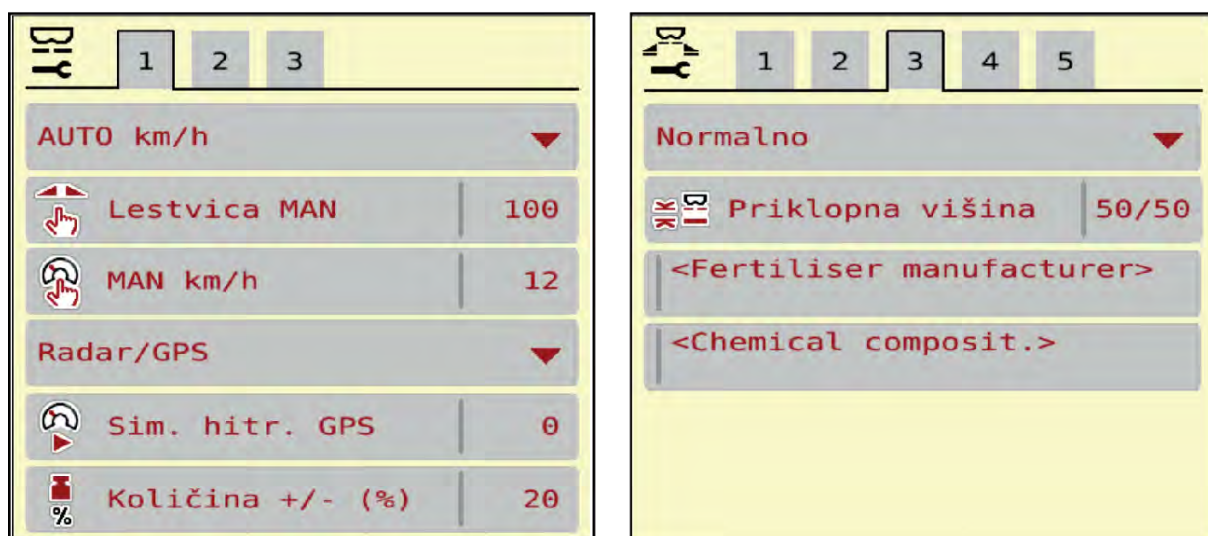 1 2 3
AUTO km/h
Lestvica MAN 100
MAN km/h 12
Radar/GPS
Sim. hitr. GPS 0
% Količina +/- (%) 20
1 2 3 4 5
Normalno
Priklopna višina 50/50
<Fertiliser manufacturer>
<Chemical composit.>